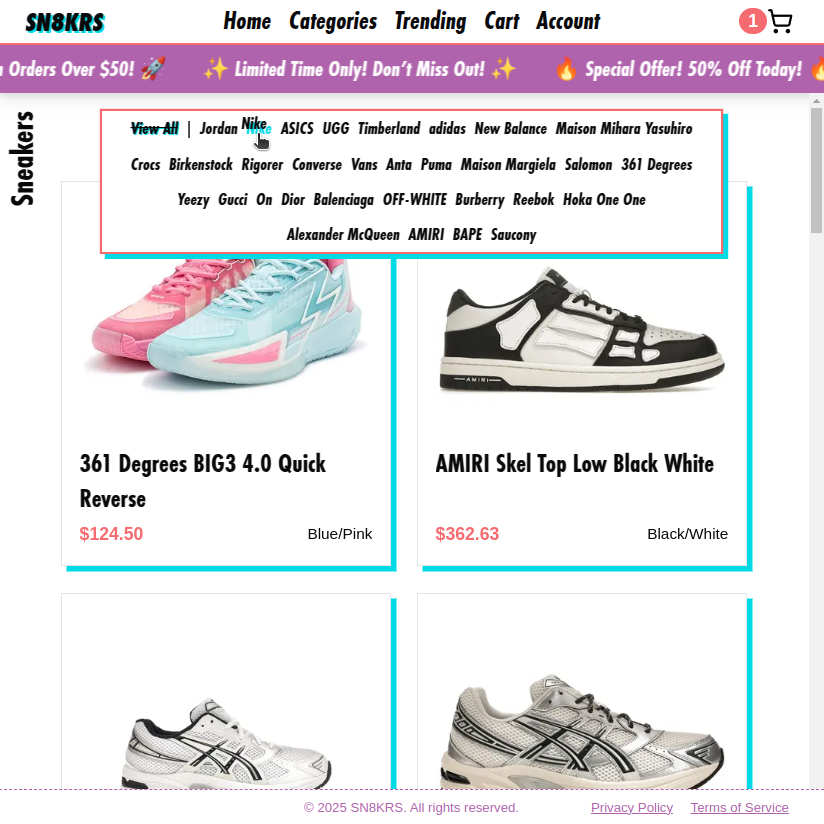 SN8KRS Home Categories Trending Cart Account 1
Orders Over $50! 🚀 ✨ Limited Time Only! Don't Miss Out! ✨ 🔥 Special Offer! 50% Off Today! 🔥
Sneakers
View All | Jordan Nike ASICS UGG Timberland adidas New Balance Maison Mihara Yasuhiro
Crocs Birkenstock Rigorer Converse Vans Anta Puma Maison Margiela Salomon 361 Degrees
Yeezy Gucci On Dior Balenciaga OFF-WHITE Burberry Reebok Hoka One One
Alexander McQueen AMIRI BAPE Saucony
AMIRI
361 Degrees BIG3 4.0 Quick
Reverse
$124.50 Blue/Pink
AMIRI Skel Top Low Black White
$362.63 Black/White
© 2025 SN8KRS. All rights reserved. Privacy Policy Terms of Service